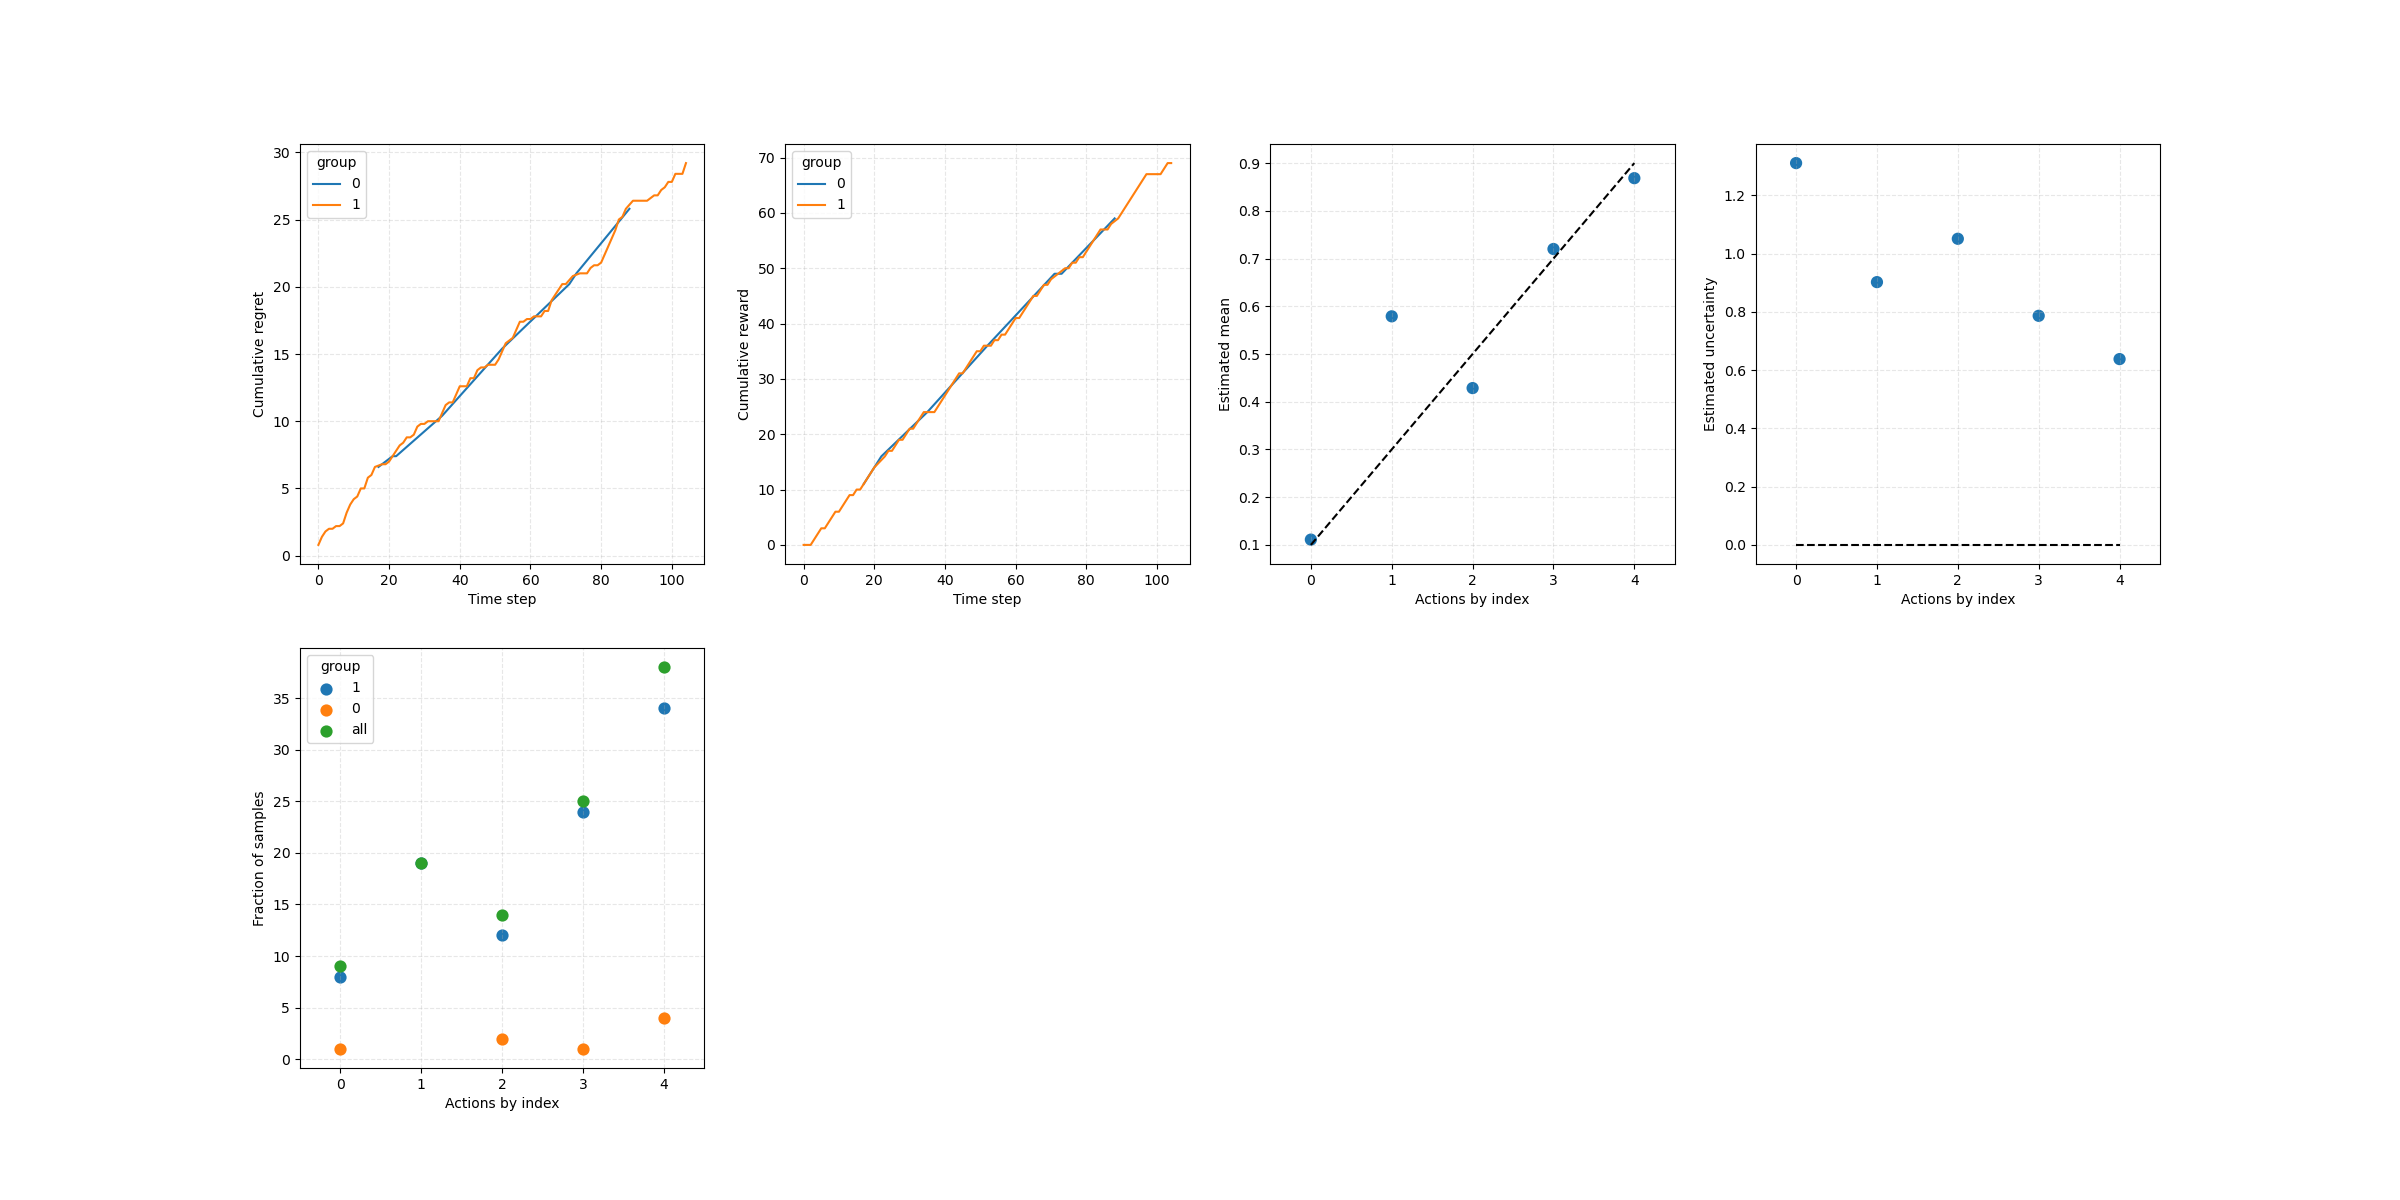 Cumulative regret
30
25
20
15
10
5
0
group
0
1
0 20 40 60 80 100
Time step
Cumulative reward
70
60
50
40
30
20
10
0
group
0
1
0 20 40 60 80 100
Time step
Estimated mean
0.9
0.8
0.7
0.6
0.5
0.4
0.3
0.2
0.1
0 1 2 3 4
Actions by index
Estimated uncertainty
1.2
1.0
0.8
0.6
0.4
0.2
0.0
0 1 2 3 4
Actions by index
Fraction of samples
35
30
25
20
15
10
5
0
group
1
0
all
0 1 2 3 4
Actions by index